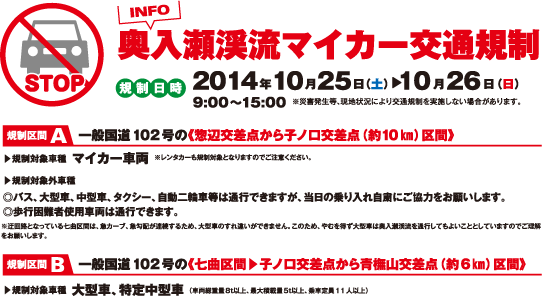 INFO
STOP
奥入瀬渓流マイカー交通規制
規制日時 2014年10月25日(土)▶10月26日(日)
9:00〜15:00 ※災害発生等、現地状況により交通規制を実施しない場合があります。
規制区間 A 一般国道102号の《惣辺交差点から子ノ口交差点(約10㎞)区間》
▶規制対象車種 マイカー車両 ※レンタカーも規制対象となりますのでご注意ください。
▶規制対象外車種
◎バス、大型車、中型車、タクシー、自動二輪車等は通行できますが、当日の乗り入れ自粛にご協力をお願いします。
◎歩行困難者使用車両は通行できます。
※迂回路となっている七曲区間は、急カーブ、急勾配が連続するため、大型車のすれ違いができません。このため、やむを得ず大型車は奥入瀬渓流を通行してもよいこととしていますのでご理解
をお願いします。
規制区間 B 一般国道102号の《七曲区間▶子ノ口交差点から青橅山交差点(約6㎞)区間》
▶規制対象車種 大型車、特定中型車 (車両総重量8t以上、最大積載量5t以上、乗車定員11人以上)